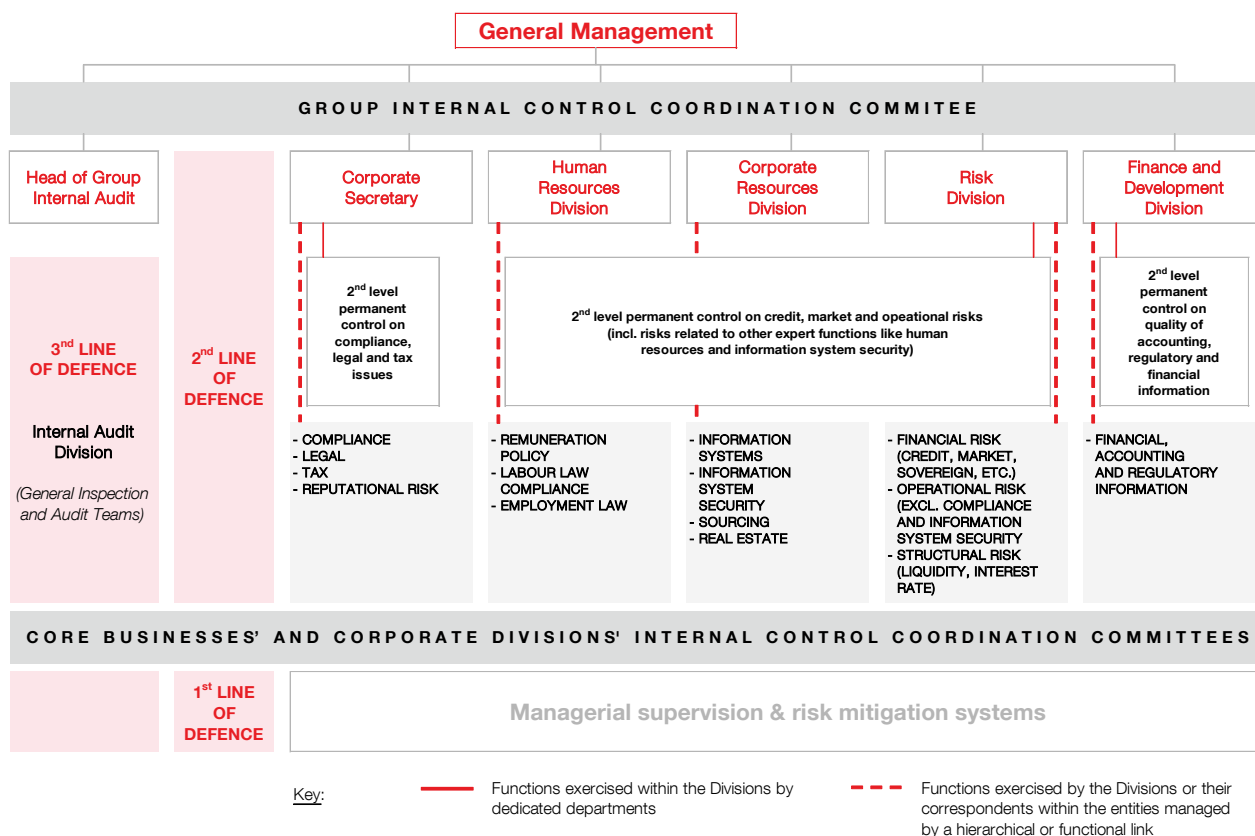 General Management
GROUP INTERNAL CONTROL COORDINATION COMMITEE
Head of Group
Internal Audit
Corporate
Secretary
Human
Resources
Division
Corporate
Resources
Division
Risk
Division
Finance and
Development
Division
3nd LINE
OF DEFENCE
Internal Audit
Division
(General Inspection
and Audit Teams)
2nd LINE
OF
DEFENCE
2nd level
permanent
control on
compliance,
legal and tax
issues
2nd level permanent control on credit, market and opeational risks
(incl. risks related to other expert functions like human
resources and information system security)
2nd level
permanent
control on
quality of
accounting,
regulatory and
financial
information
- COMPLIANCE
- LEGAL
- TAX
- REPUTATIONAL RISK
- REMUNERATION
POLICY
- LABOUR LAW
COMPLIANCE
- EMPLOYMENT LAW
- INFORMATION
SYSTEMS
- INFORMATION
SYSTEM
SECURITY
- SOURCING
- REAL ESTATE
- FINANCIAL RISK
(CREDIT, MARKET,
SOVEREIGN, ETC.)
- OPERATIONAL RISK
(EXCL. COMPLIANCE
AND INFORMATION
SYSTEM SECURITY
- STRUCTURAL RISK
(LIQUIDITY, INTEREST
RATE)
- FINANCIAL,
ACCOUNTING
AND REGULATORY
INFORMATION
CORE BUSINESSES' AND CORPORATE DIVISIONS' INTERNAL CONTROL COORDINATION COMMITTEES
1st LINE
OF
DEFENCE
Managerial supervision & risk mitigation systems
Key:
Functions exercised within the Divisions by
dedicated departments
Functions exercised by the Divisions or their
correspondents within the entities managed
by a hierarchical or functional link